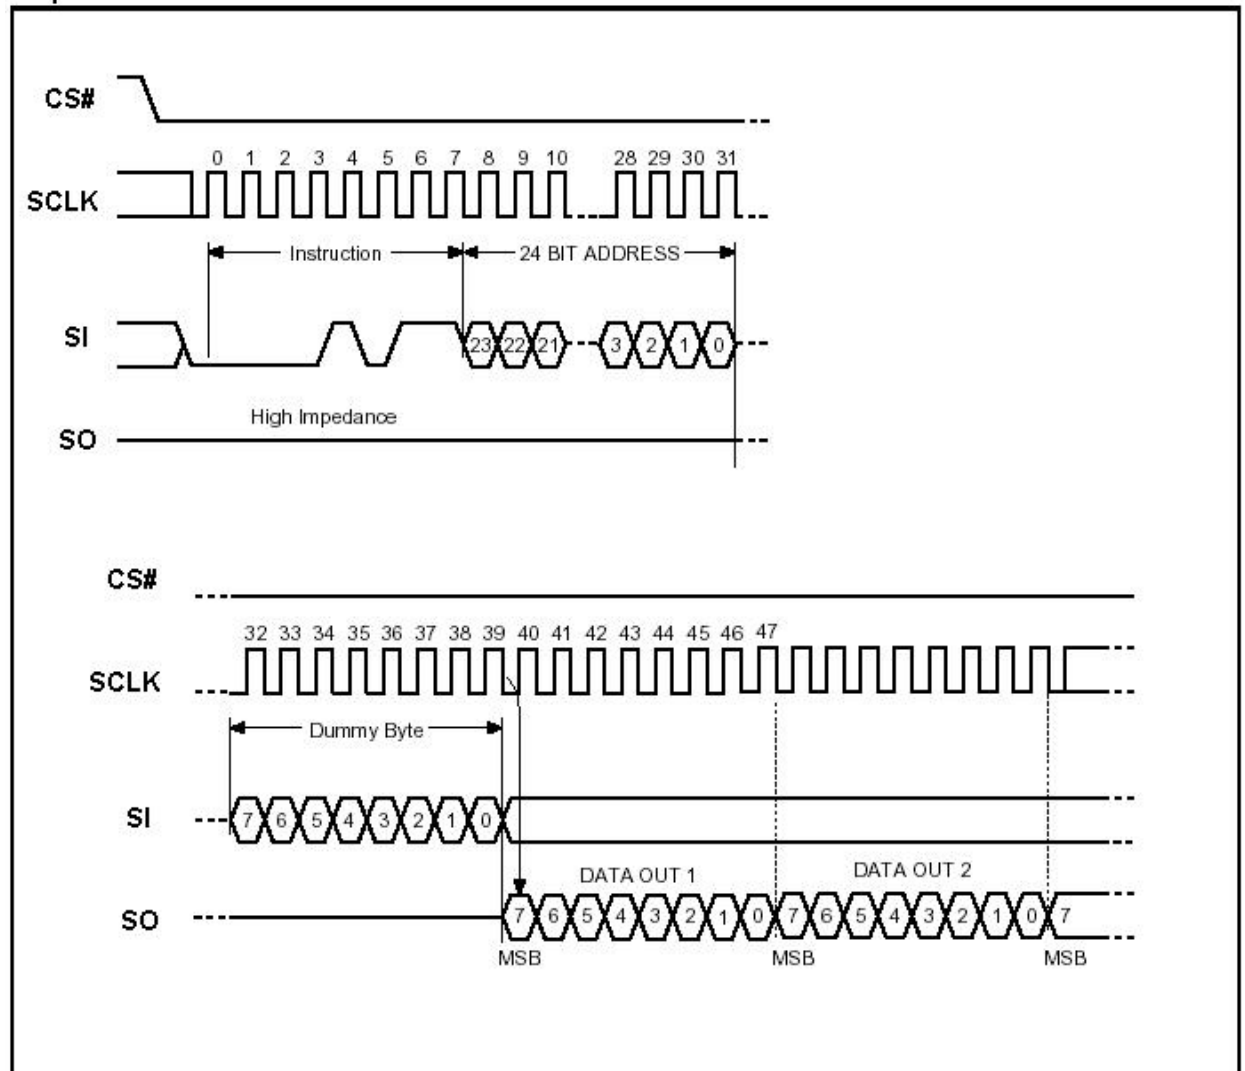 CS#
0 1 2 3 4 5 6 7 8 9 10 28 29 30 31
SCLK
Instruction 24 BIT ADDRESS
SI 23 22 21 3 2 1 0
High Impedance
SO
CS#
32 33 34 35 36 37 38 39 40 41 42 43 44 45 46 47
SCLK
Dummy Byte
SI 7 6 5 4 3 2 1 0
DATA OUT 1 DATA OUT 2
SO 7 6 5 4 3 2 1 0 7 6 5 4 3 2 1 0 7
MSB MSB MSB